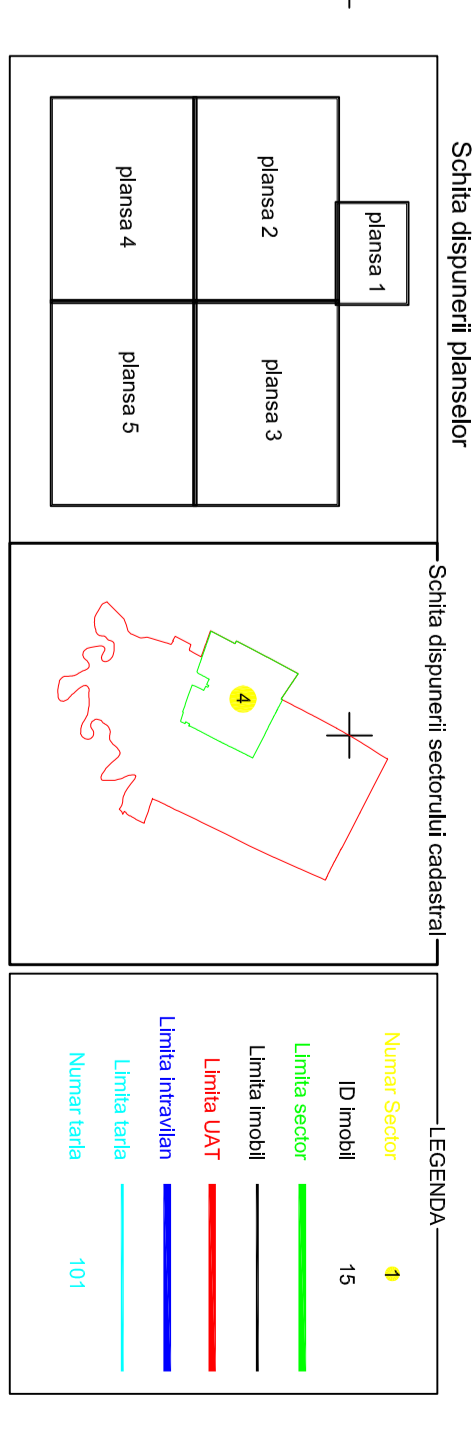 Schita dispunerii planselor
plansa 1
plansa 2
plansa 3
plansa 4
plansa 5
Schita dispunerii sectorului cadastral
4
LEGENDA
Numar Sector 1
ID imobil 15
Limita sector
Limita imobil
Limita UAT
Limita intravilan
Limita tarla
Numar tarla 101